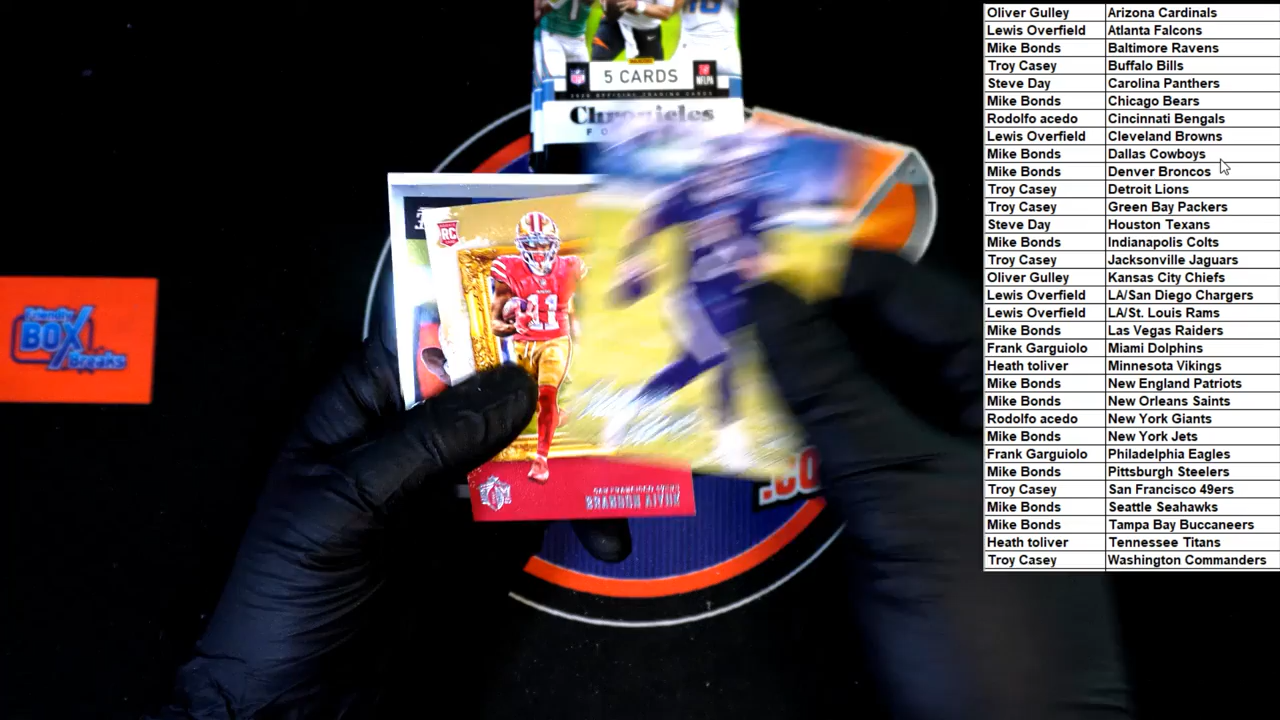 5 CARDS
Chronicles
RC
11
SAN FRANCISCO 49ERS
BRANDON AIYUK
Friendly
BOX
Breaks
.CO
Oliver Gulley Arizona Cardinals
Lewis Overfield Atlanta Falcons
Mike Bonds Baltimore Ravens
Troy Casey Buffalo Bills
Steve Day Carolina Panthers
Mike Bonds Chicago Bears
Rodolfo acedo Cincinnati Bengals
Lewis Overfield Cleveland Browns
Mike Bonds Dallas Cowboys
Mike Bonds Denver Broncos
Troy Casey Detroit Lions
Troy Casey Green Bay Packers
Steve Day Houston Texans
Mike Bonds Indianapolis Colts
Troy Casey Jacksonville Jaguars
Oliver Gulley Kansas City Chiefs
Lewis Overfield LA/San Diego Chargers
Lewis Overfield LA/St. Louis Rams
Mike Bonds Las Vegas Raiders
Frank Garguiolo Miami Dolphins
Heath toliver Minnesota Vikings
Mike Bonds New England Patriots
Mike Bonds New Orleans Saints
Rodolfo acedo New York Giants
Mike Bonds New York Jets
Frank Garguiolo Philadelphia Eagles
Mike Bonds Pittsburgh Steelers
Troy Casey San Francisco 49ers
Mike Bonds Seattle Seahawks
Mike Bonds Tampa Bay Buccaneers
Heath toliver Tennessee Titans
Troy Casey Washington Commanders